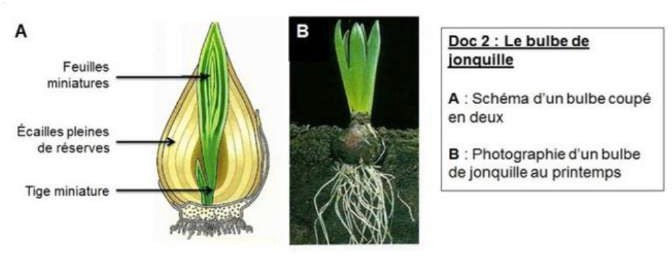 A
Feuilles
miniatures
Écailles pleines
de réserves
Tige miniature
B
Doc 2 : Le bulbe de
jonquille
A : Schéma d'un bulbe coupé
en deux
B : Photographie d'un bulbe
de jonquille au printemps